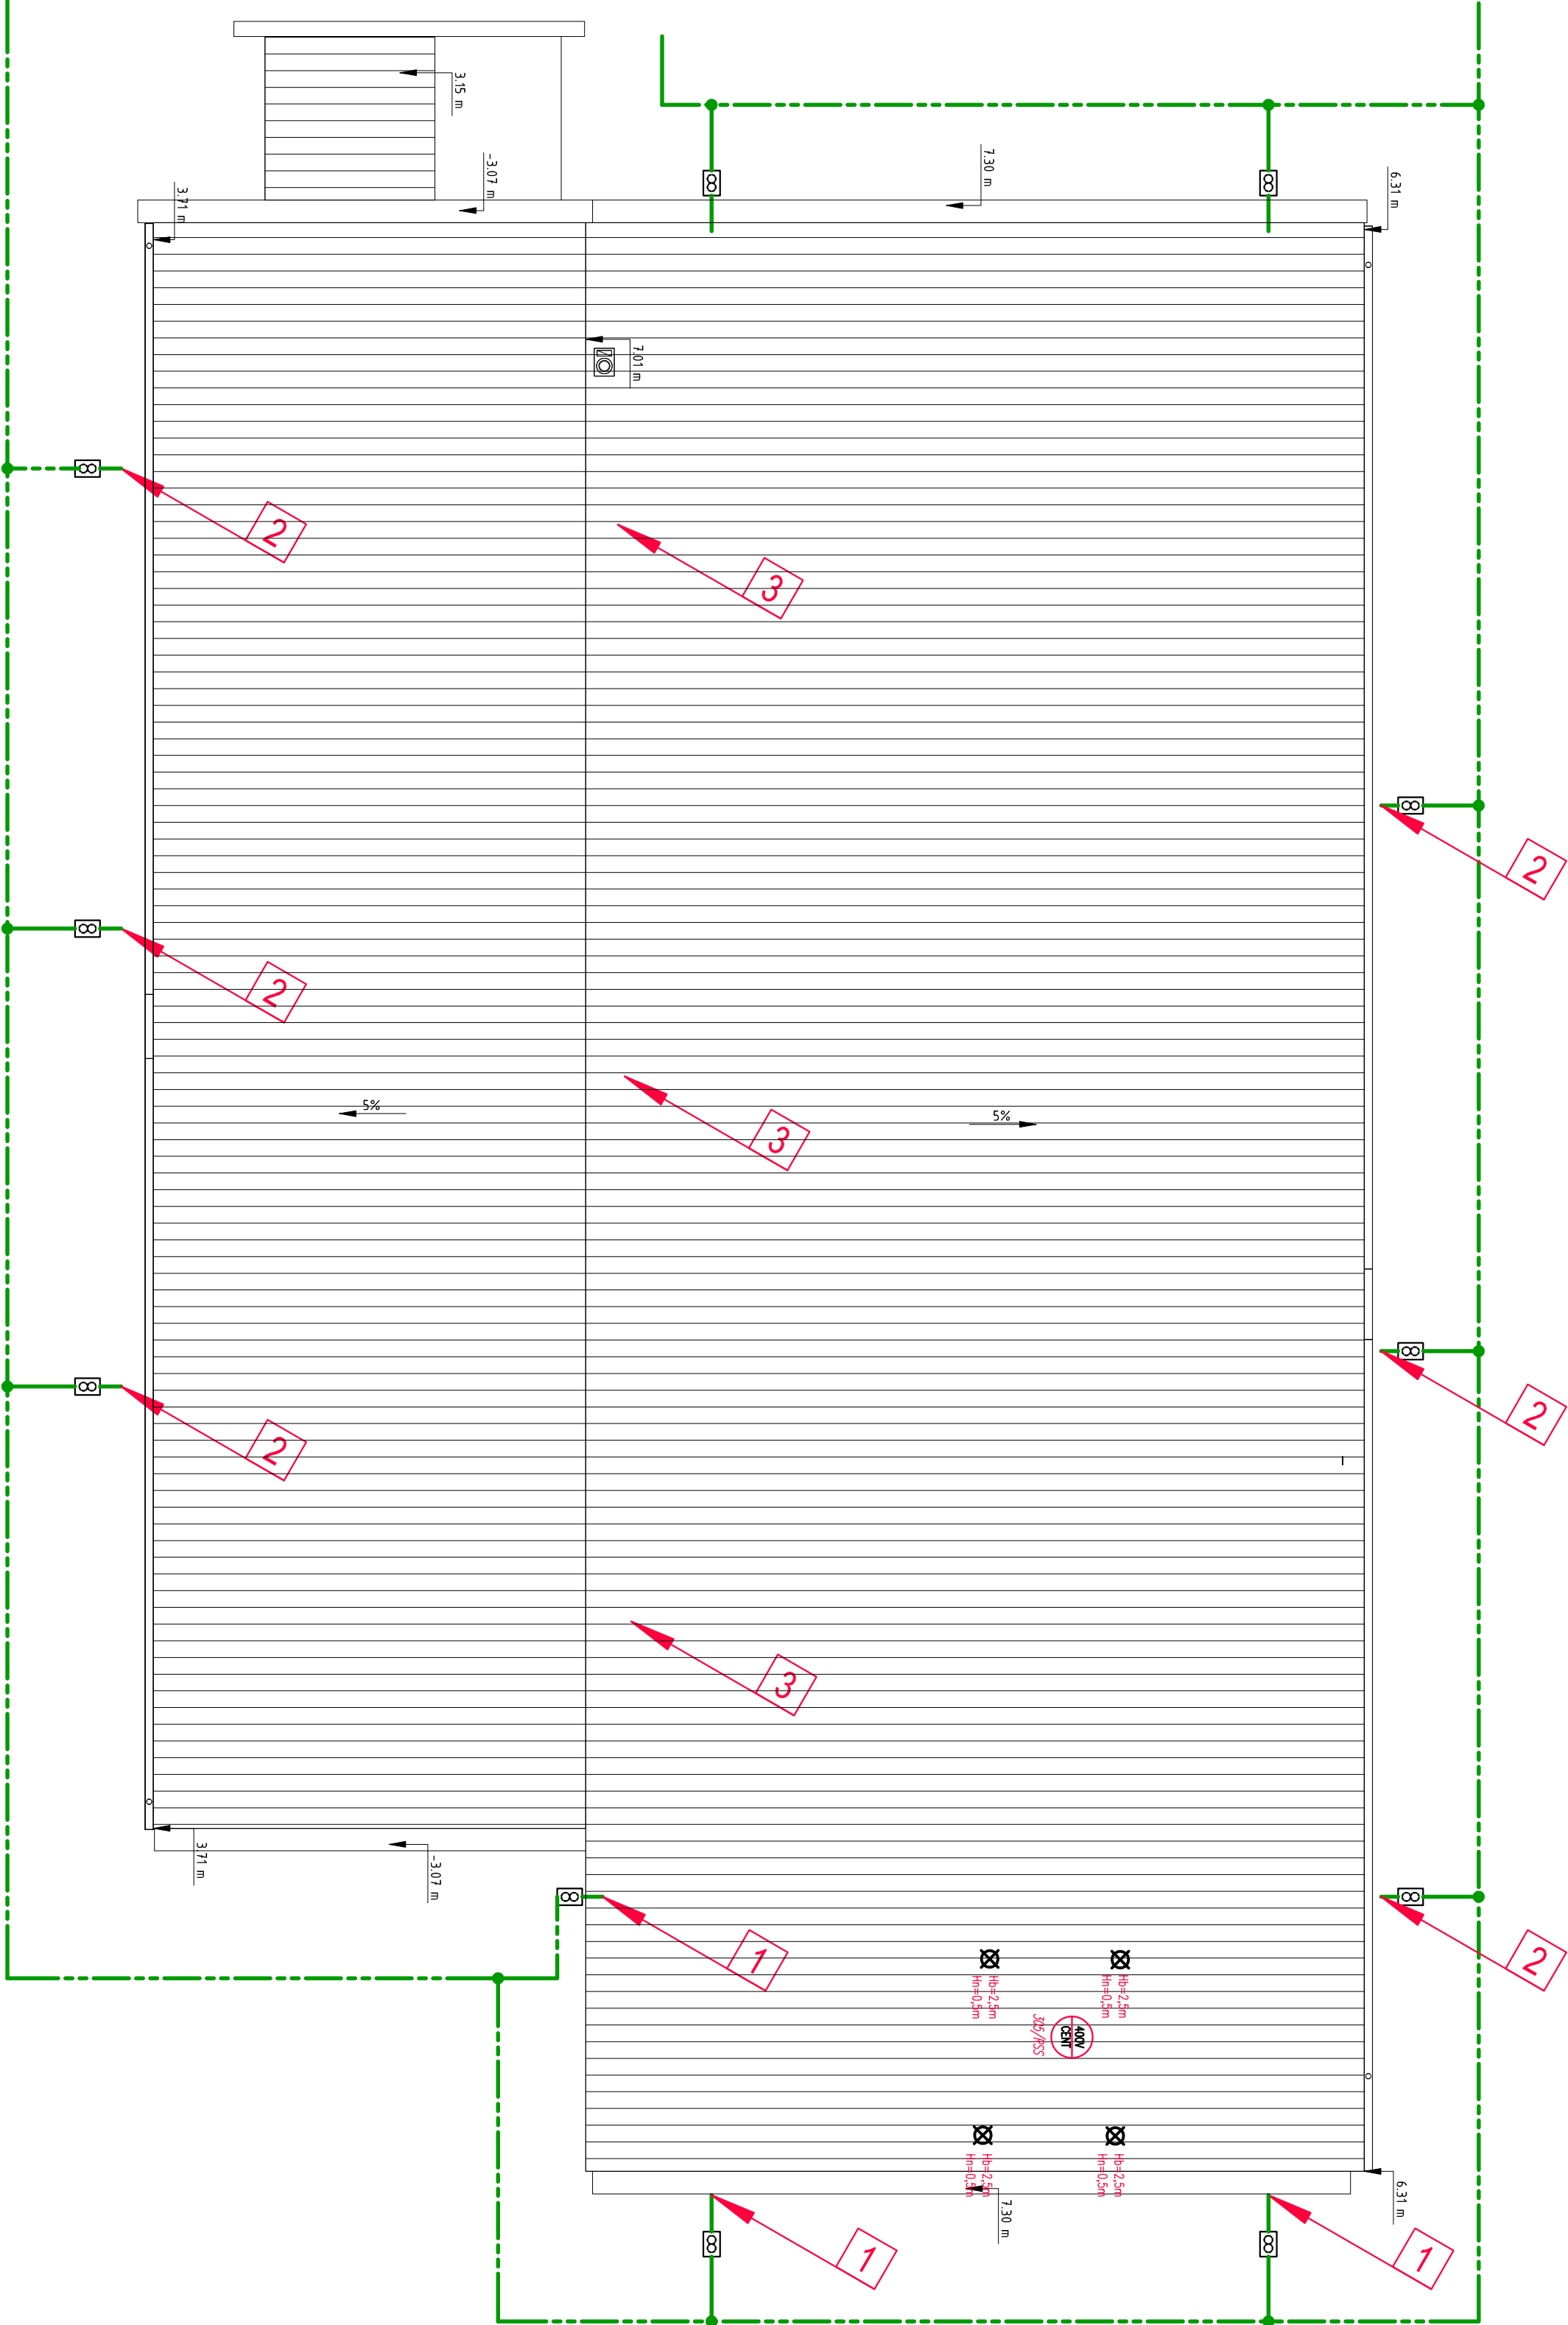 3.15 m
-3.07 m
3.71 m
7.30 m
6.31 m
7.01 m
2
3
2
2
3
5%
5%
2
2
3
3.71 m
-3.07 m
1
2
Hb=2,5m
Hn=0,5m
Hb=2,5m
Hn=0,5m
400V
CENT
305/PSS
Hb=2,5m
Hn=0,5m
Hb=2,5m
Hn=0,5m
7.30 m
6.31 m
1
1